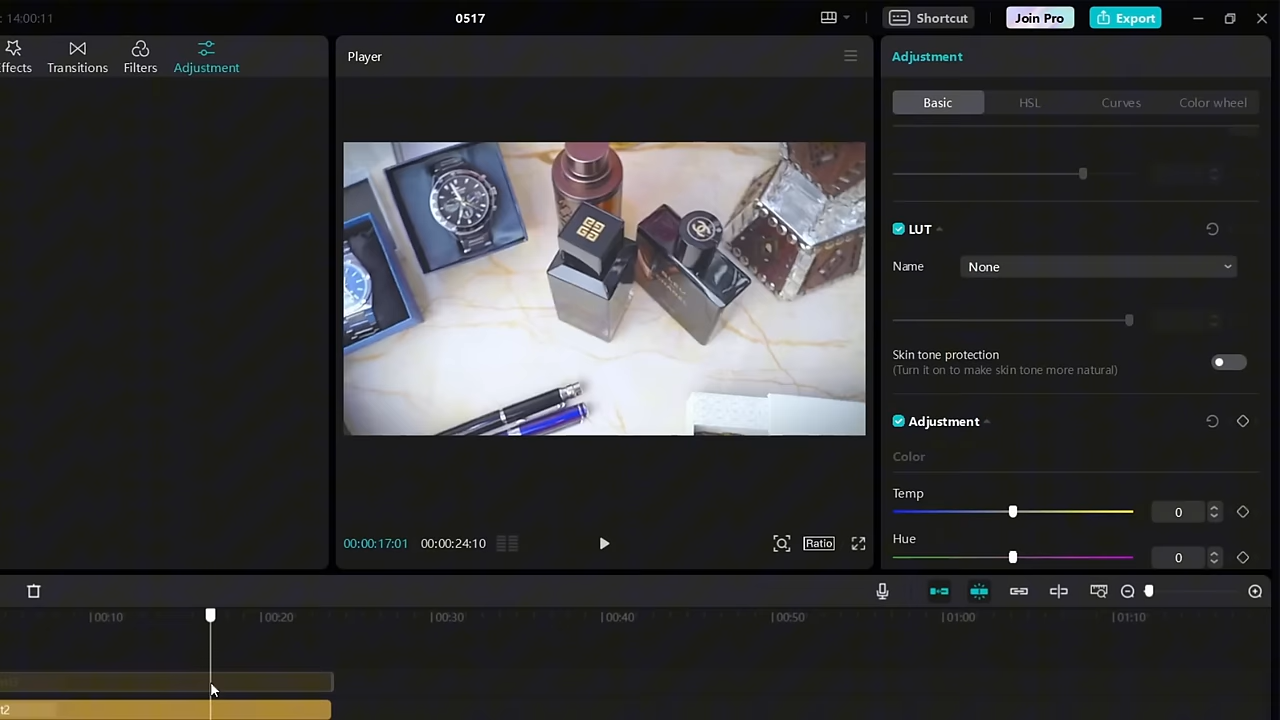 : 14:00:11
0517
Shortcut
Join Pro
Export
ffects
Transitions
Filters
Adjustment
Player
Adjustment
Basic
HSL
Curves
Color wheel
LUT
Name
None
Skin tone protection
(Turn it on to make skin tone more natural)
Adjustment
Color
Temp
0
Hue
0
00:00:17:01
00:00:24:10
Ratio
00:10
00:20
00:30
00:40
00:50
01:00
01:10
t2